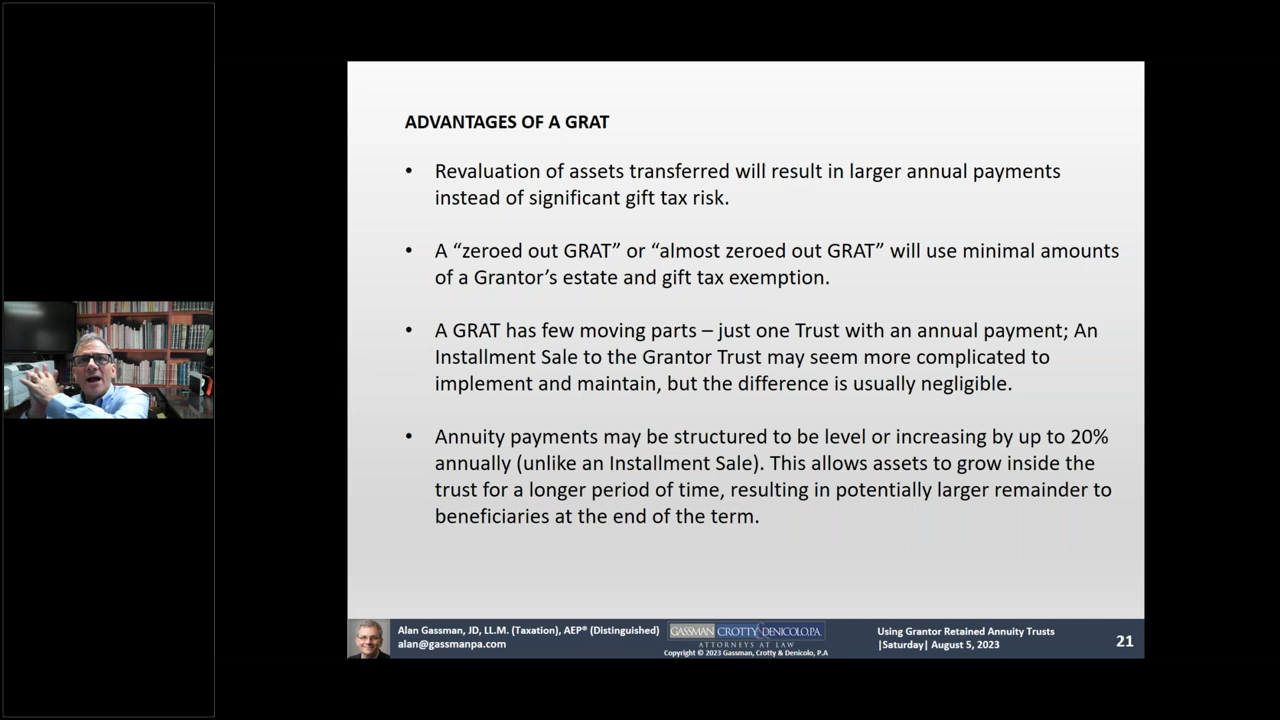 ADVANTAGES OF A GRAT
• Revaluation of assets transferred will result in larger annual payments
instead of significant gift tax risk.
• A “zeroed out GRAT” or “almost zeroed out GRAT” will use minimal amounts
of a Grantor’s estate and gift tax exemption.
• A GRAT has few moving parts – just one Trust with an annual payment; An
Installment Sale to the Grantor Trust may seem more complicated to
implement and maintain, but the difference is usually negligible.
• Annuity payments may be structured to be level or increasing by up to 20%
annually (unlike an Installment Sale). This allows assets to grow inside the
trust for a longer period of time, resulting in potentially larger remainder to
beneficiaries at the end of the term.
Alan Gassman, JD, LL.M. (Taxation), AEP® (Distinguished)
alan@gassmanpa.com
GASSMAN CROTTY & DENICOLO, P.A.
ATTORNEYS AT LAW
Copyright © 2023 Gassman, Crotty & Denicolo, P.A
Using Grantor Retained Annuity Trusts
|Saturday| August 5, 2023
21